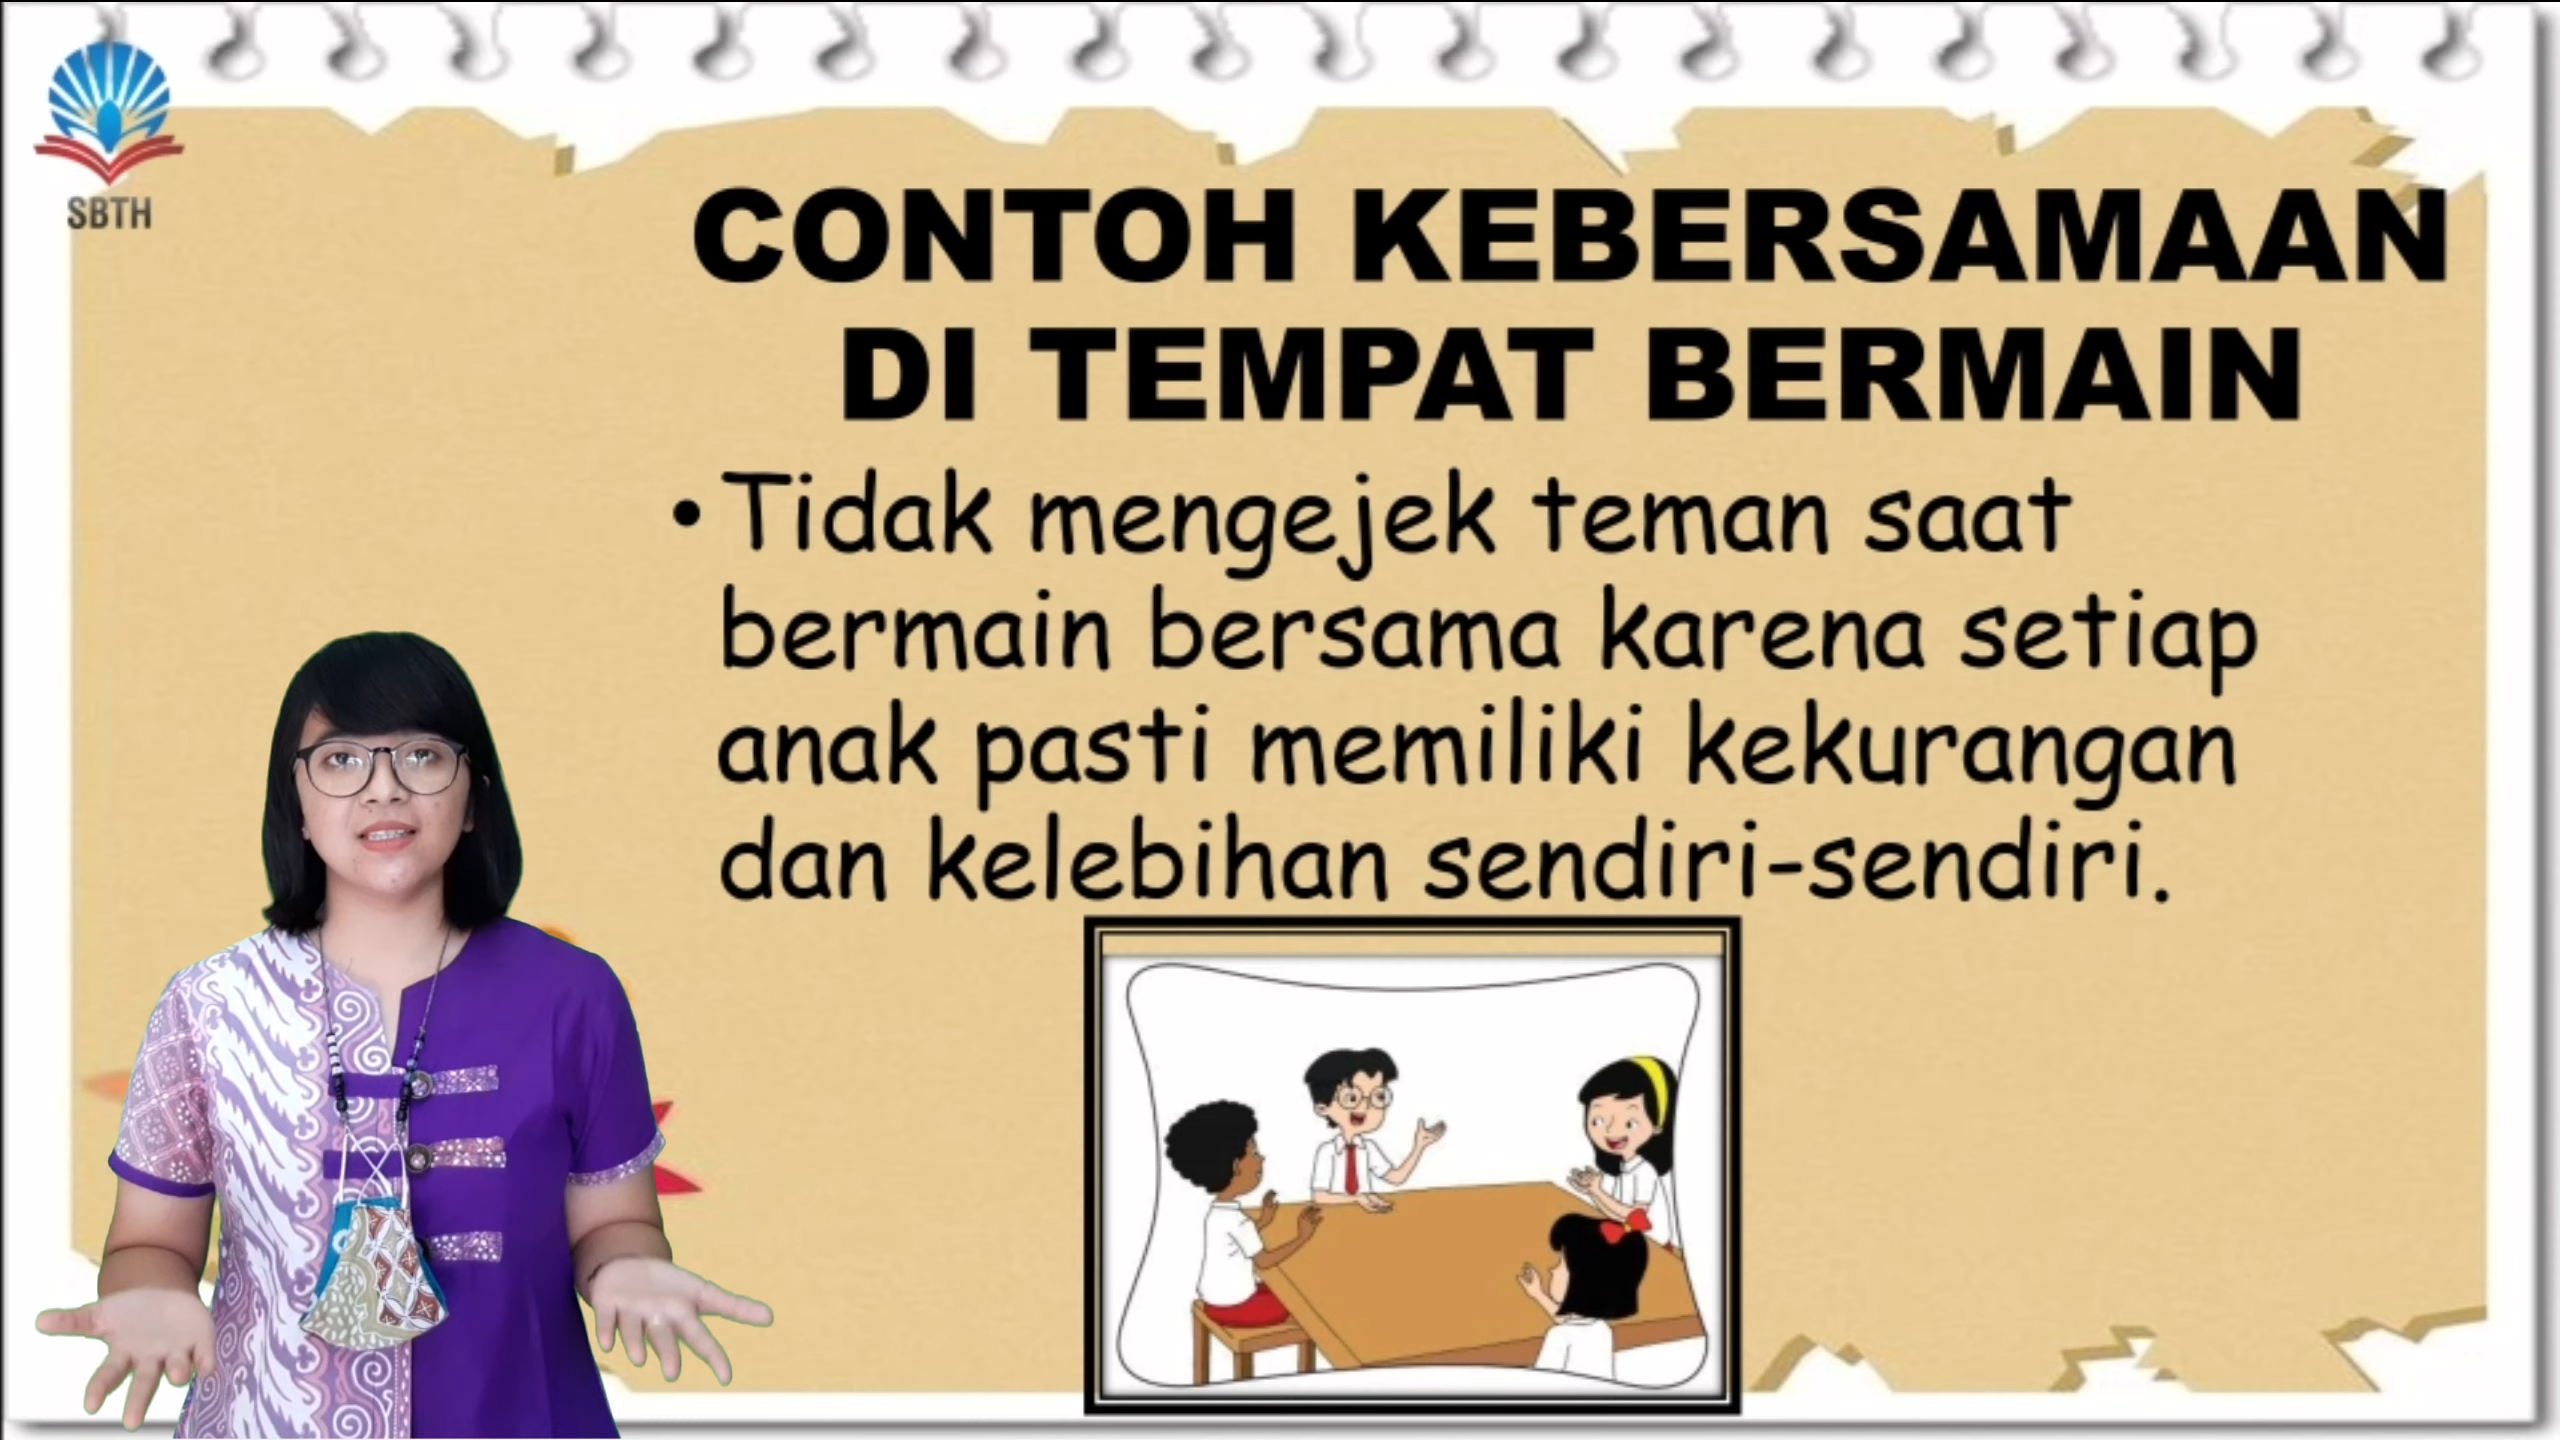 SBTH
CONTOH KEBERSAMAAN
DI TEMPAT BERMAIN
• Tidak mengejek teman saat
bermain bersama karena setiap
anak pasti memiliki kekurangan
dan kelebihan sendiri-sendiri.